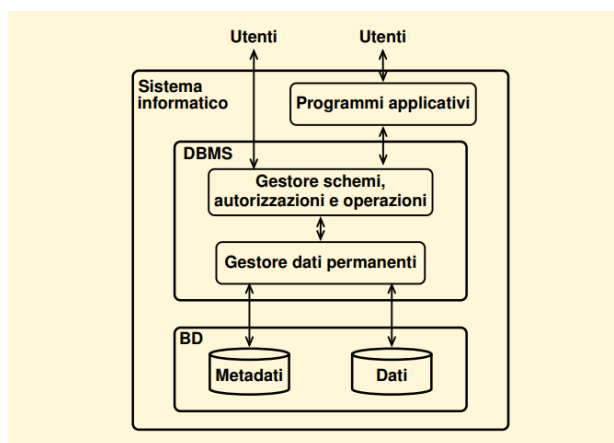 Utenti
Utenti
Sistema
informatico
Programmi applicativi
DBMS
Gestore schemi,
autorizzazioni e operazioni
Gestore dati permanenti
BD
Metadati
Dati